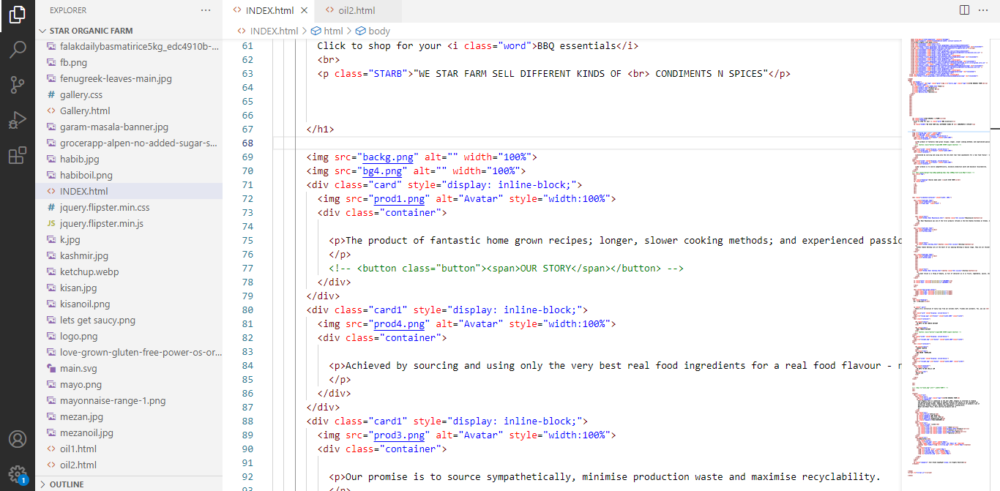 EXPLORER
STAR ORGANIC FARM
falakdailybasmatirice5kg_edc4910b-...
fb.png
fenugreek-leaves-main.jpg
# gallery.css
<> Gallery.html
garam-masala-banner.jpg
grocerapp-alpen-no-added-sugar-s...
habib.jpg
habiboil.png
<> INDEX.html
# jquery.flipster.min.css
JS jquery.flipster.min.js
k.jpg
kashmir.jpg
ketchup.webp
kisan.jpg
kisanoil.png
lets get saucy.png
logo.png
love-grown-gluten-free-power-os-or...
main.svg
mayo.png
mayonnaise-range-1.png
mezan.jpg
mezanoil.jpg
<> oil1.html
<> oil2.html
OUTLINE
1
<> INDEX.html × <> oil2.html
<> INDEX.html > html > body
61 Click to shop for your <i class="word">BBQ essentials</i>
62 <br>
63 <p class="STARB">"WE STAR FARM SELL DIFFERENT KINDS OF <br> CONDIMENTS N SPICES"</p>
64
65
66
67 </h1>
68
69 <img src="backg.png" alt="" width="100%">
70 <img src="bg4.png" alt="" width="100%">
71 <div class="card" style="display: inline-block;">
72 <img src="prod1.png" alt="Avatar" style="width:100%">
73 <div class="container">
74
75 <p>The product of fantastic home grown recipes; longer, slower cooking methods; and experienced passio
76 </p>
77 <!-- <button class="button"><span>OUR STORY</span></button> -->
78 </div>
79 </div>
80 <div class="card1" style="display: inline-block;">
81 <img src="prod4.png" alt="Avatar" style="width:100%">
82 <div class="container">
83
84 <p>Achieved by sourcing and using only the very best real food ingredients for a real food flavour - n
85 </p>
86 </div>
87 </div>
88 <div class="card1" style="display: inline-block;">
89 <img src="prod3.png" alt="Avatar" style="width:100%">
90 <div class="container">
91
92 <p>Our promise is to source sympathetically, minimise production waste and maximise recyclability.
93 </p>